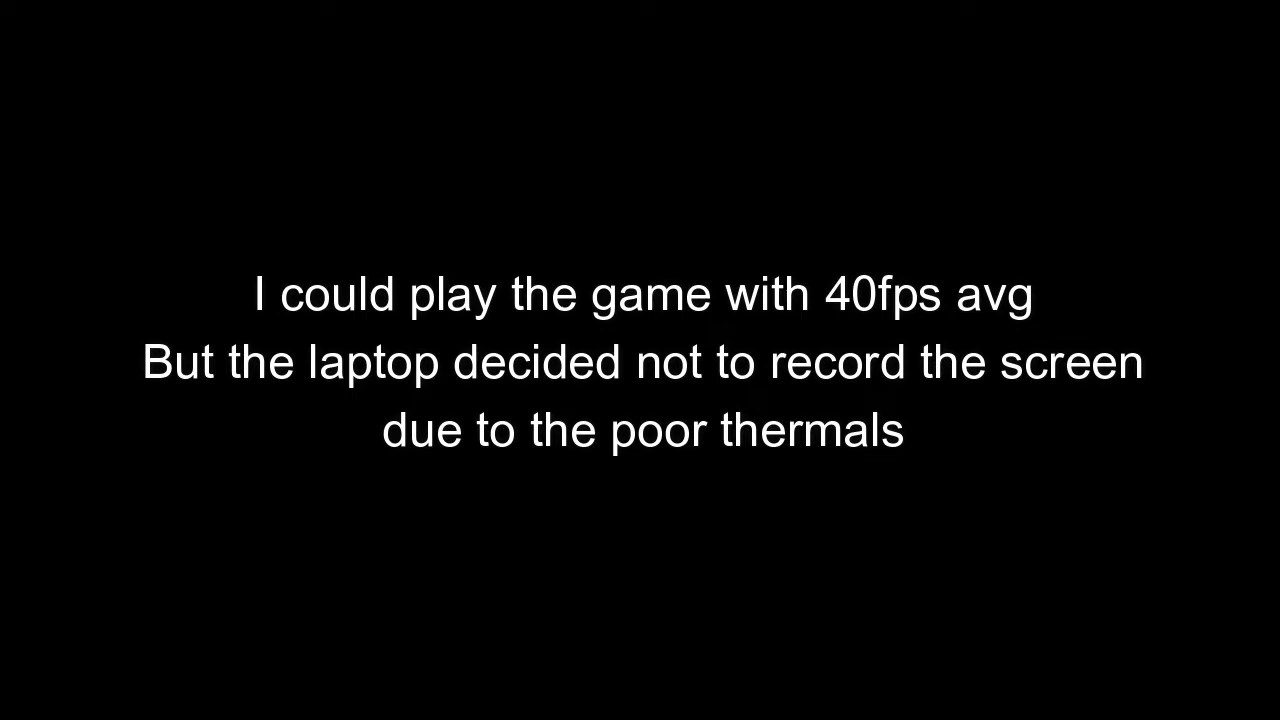 I could play the game with 40fps avg
But the laptop decided not to record the screen
due to the poor thermals